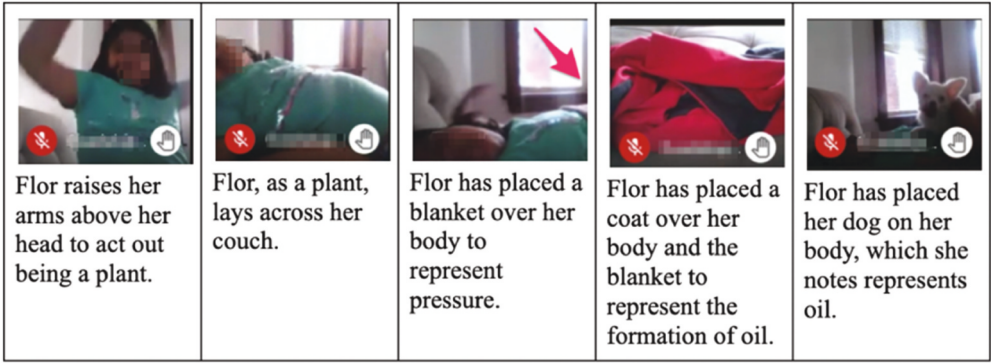 Flor raises her
arms above her
head to act out
being a plant.
Flor, as a plant,
lays across her
couch.
Flor has placed a
blanket over her
body to
represent
pressure.
Flor has placed a
coat over her
body and the
blanket to
represent the
formation of oil.
Flor has placed
her dog on her
body, which she
notes represents
oil.